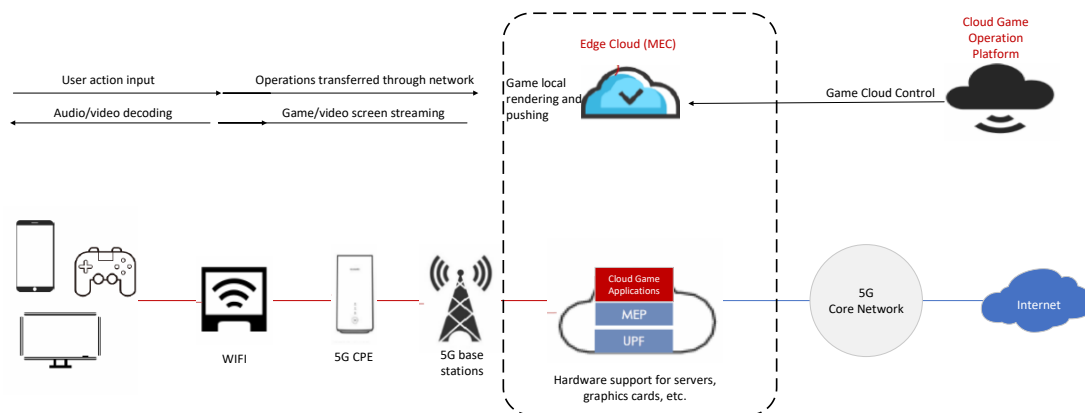 Cloud Game
Operation
Platform
Edge Cloud (MEC)
User action input
Operations transferred through network
Game local
rendering and
pushing
Game Cloud Control
Audio/video decoding
Game/video screen streaming
Cloud Game
Applications
MEP
UPF
5G
Core Network
Internet
WIFI
5G CPE
5G base
stations
Hardware support for servers,
graphics cards, etc.